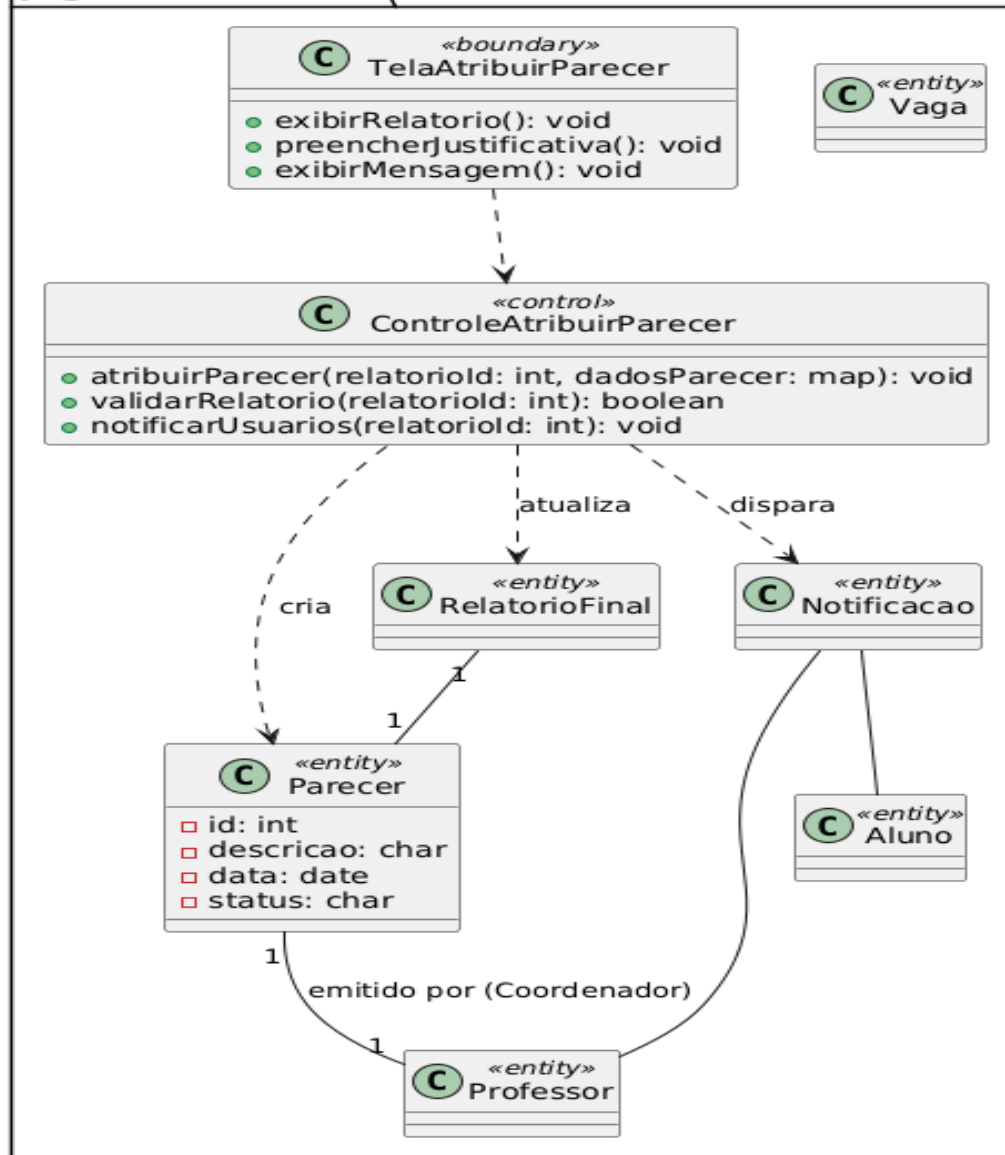 «boundary»
C TelaAtribuirParecer
exibirRelatorio(): void
preencherJustificativa(): void
exibirMensagem(): void
«entity»
C Vaga
«control»
C ControleAtribuirParecer
atribuirParecer(relatorioId: int, dadosParecer: map): void
validarRelatorio(relatorioId: int): boolean
notificarUsuarios(relatorioId: int): void
atualiza
dispara
cria
«entity»
C RelatorioFinal
«entity»
C Notificacao
1
1
«entity»
C Parecer
id: int
descricao: char
data: date
status: char
«entity»
C Aluno
1
emitido por (Coordenador)
1
«entity»
C Professor